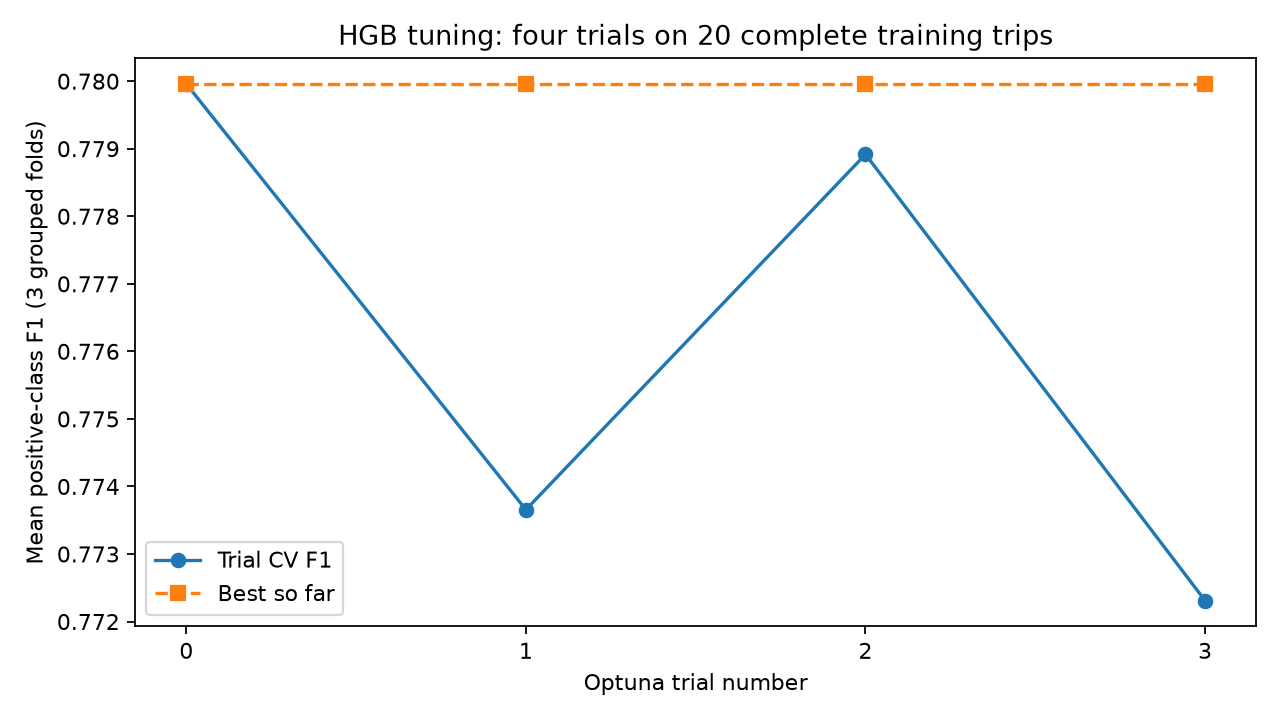 HGB tuning: four trials on 20 complete training trips
Mean positive-class F1 (3 grouped folds)
0.780
0.779
0.778
0.777
0.776
0.775
0.774
0.773
0.772
Trial CV F1
Best so far
0
1
2
3
Optuna trial number